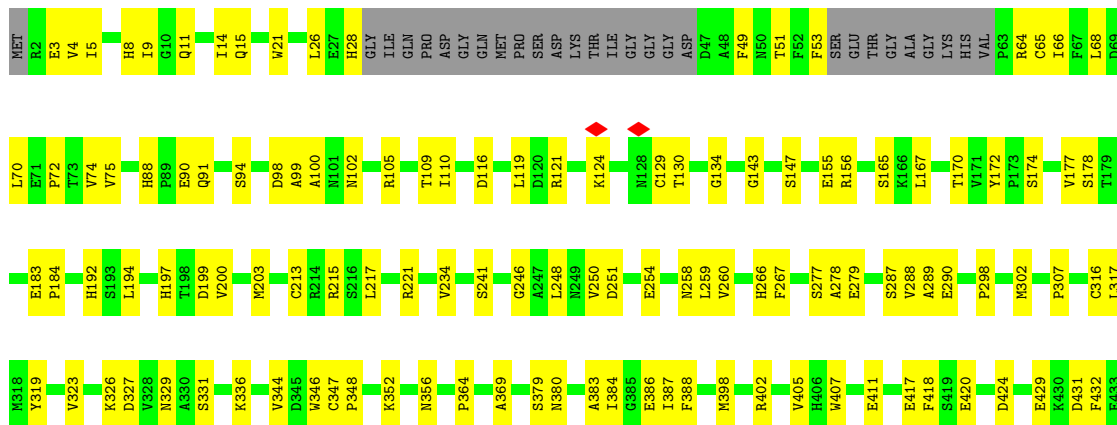 MET R2 E3 V4 I5 H8 I9 G10 Q11 I14 Q15 W21 L26 E27 H28 GLY ILE GLN PRO ASP GLY GLN MET PRO SER ASP LYS THR ILE GLY GLY GLY ASP D47 A48 F49 N50 T51 F52 F53 SER GLU THR GLY ALA GLY LYS HIS VAL P63 R64 C65 I66 F67 L68 D69
L70 E71 P72 T73 V74 V75 H88 P89 E90 Q91 S94 D98 A99 A100 N101 N102 R105 T109 I110 D116 L119 D120 R121 K124 N128 C129 T130 G134 G143 S147 E155 R156 S165 K166 L167 T170 V171 Y172 P173 S174 V177 S178 T179
E183 P184 H192 S193 L194 H197 T198 D199 V200 M203 C213 R214 R215 S216 L217 R221 V234 S241 G246 A247 L248 N249 V250 D251 E254 N258 L259 V260 H266 F267 S277 A278 E279 S287 V288 A289 E290 P298 M302 P307 C316 L317
M318 Y319 V323 K326 D327 V328 N329 A330 S331 K336 V344 D345 W346 C347 P348 K352 N356 P364 A369 S379 N380 A383 I384 G385 E386 I387 F388 M398 R402 V405 H406 W407 E411 E417 F418 S419 E420 D424 E429 K430 D431 F432 E433